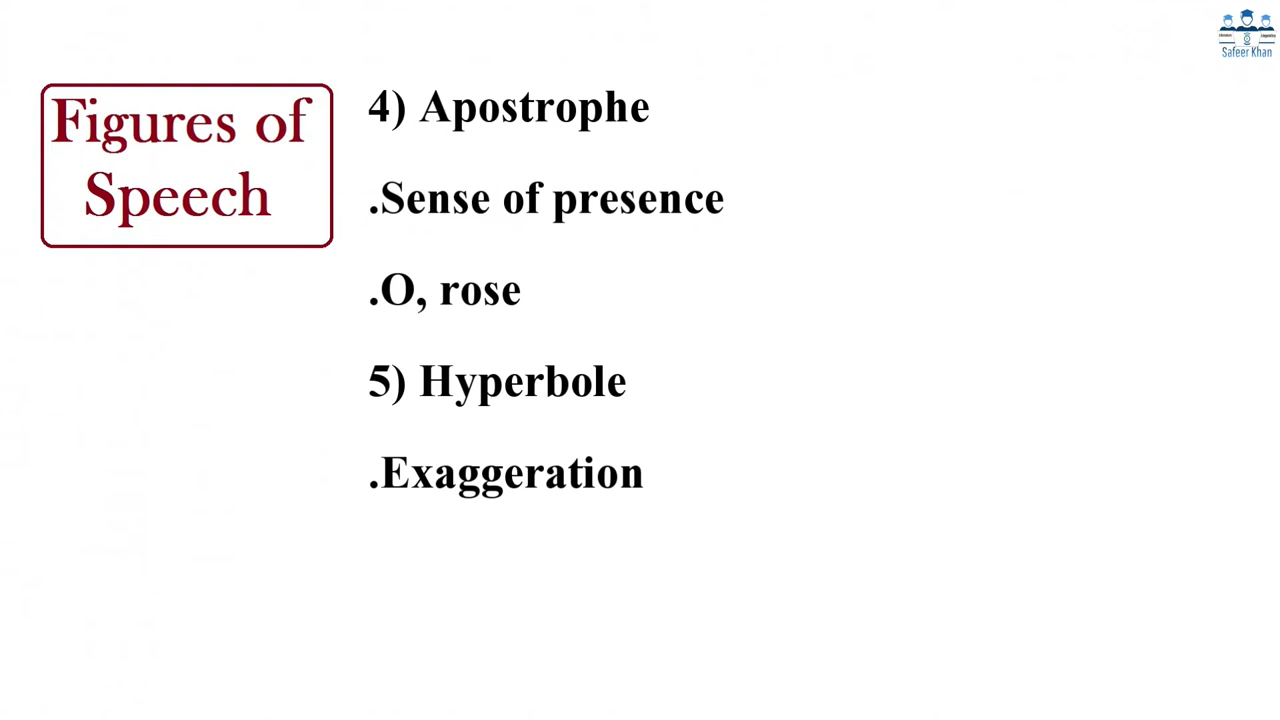 Safeer Khan
Figures of
Speech
4) Apostrophe
.Sense of presence
.O, rose
5) Hyperbole
.Exaggeration